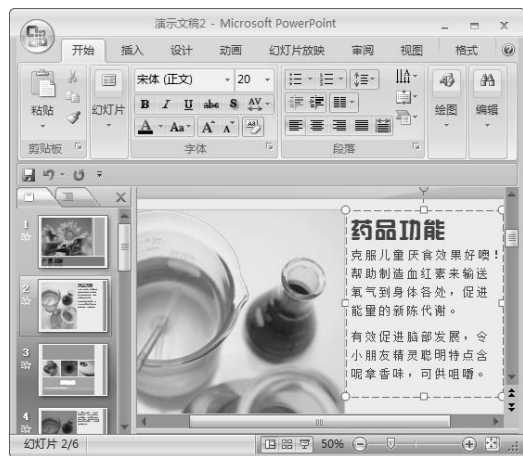 演示文稿2 - Microsoft PowerPoint
开始 插入 设计 动画 幻灯片放映 审阅 视图 格式
宋体 (正文) 20
粘贴 幻灯片 绘图 编辑
B I U abc S AV
A Aa A A
剪贴板 字体 段落
1
2
3
4
药品功能
克服儿童厌食效果好噢!
帮助制造血红素来输送
氧气到身体各处,促进
能量的新陈代谢。
有效促进脑部发展,令
小朋友精灵聪明特点含
呢拿香味,可供咀嚼。
幻灯片 2/6 50%